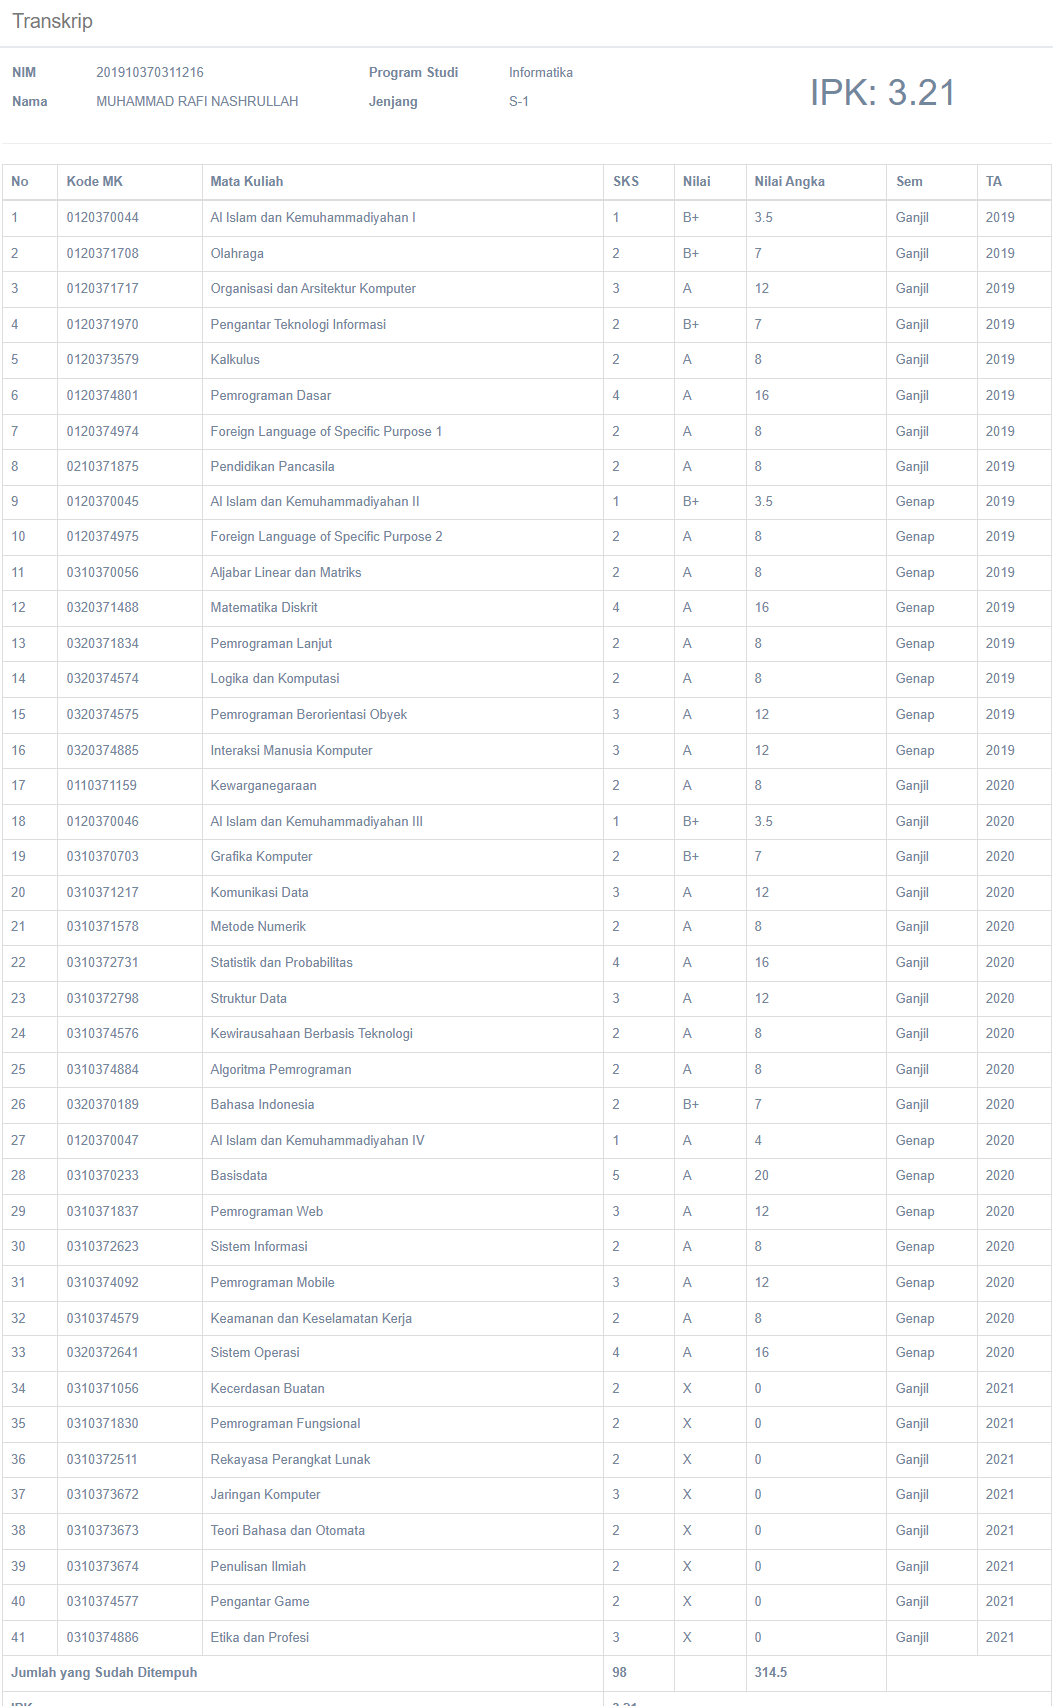 Transkrip
NIM 201910370311216 Program Studi Informatika
IPK: 3.21
Nama MUHAMMAD RAFI NASHRULLAH Jenjang S-1
No Kode MK Mata Kuliah SKS Nilai Nilai Angka Sem TA
1 0120370044 Al Islam dan Kemuhammadiyahan I 1 B+ 3.5 Ganjil 2019
2 0120371708 Olahraga 2 B+ 7 Ganjil 2019
3 0120371717 Organisasi dan Arsitektur Komputer 3 A 12 Ganjil 2019
4 0120371970 Pengantar Teknologi Informasi 2 B+ 7 Ganjil 2019
5 0120373579 Kalkulus 2 A 8 Ganjil 2019
6 0120374801 Pemrograman Dasar 4 A 16 Ganjil 2019
7 0120374974 Foreign Language of Specific Purpose 1 2 A 8 Ganjil 2019
8 0210371875 Pendidikan Pancasila 2 A 8 Ganjil 2019
9 0120370045 Al Islam dan Kemuhammadiyahan II 1 B+ 3.5 Genap 2019
10 0120374975 Foreign Language of Specific Purpose 2 2 A 8 Genap 2019
11 0310370056 Aljabar Linear dan Matriks 2 A 8 Genap 2019
12 0320371488 Matematika Diskrit 4 A 16 Genap 2019
13 0320371834 Pemrograman Lanjut 2 A 8 Genap 2019
14 0320374574 Logika dan Komputasi 2 A 8 Genap 2019
15 0320374575 Pemrograman Berorientasi Obyek 3 A 12 Genap 2019
16 0320374885 Interaksi Manusia Komputer 3 A 12 Genap 2019
17 0110371159 Kewarganegaraan 2 A 8 Ganjil 2020
18 0120370046 Al Islam dan Kemuhammadiyahan III 1 B+ 3.5 Ganjil 2020
19 0310370703 Grafika Komputer 2 B+ 7 Ganjil 2020
20 0310371217 Komunikasi Data 3 A 12 Ganjil 2020
21 0310371578 Metode Numerik 2 A 8 Ganjil 2020
22 0310372731 Statistik dan Probabilitas 4 A 16 Ganjil 2020
23 0310372798 Struktur Data 3 A 12 Ganjil 2020
24 0310374576 Kewirausahaan Berbasis Teknologi 2 A 8 Ganjil 2020
25 0310374884 Algoritma Pemrograman 2 A 8 Ganjil 2020
26 0320370189 Bahasa Indonesia 2 B+ 7 Ganjil 2020
27 0120370047 Al Islam dan Kemuhammadiyahan IV 1 A 4 Genap 2020
28 0310370233 Basisdata 5 A 20 Genap 2020
29 0310371837 Pemrograman Web 3 A 12 Genap 2020
30 0310372623 Sistem Informasi 2 A 8 Genap 2020
31 0310374092 Pemrograman Mobile 3 A 12 Genap 2020
32 0310374579 Keamanan dan Keselamatan Kerja 2 A 8 Genap 2020
33 0320372641 Sistem Operasi 4 A 16 Genap 2020
34 0310371056 Kecerdasan Buatan 2 X 0 Ganjil 2021
35 0310371830 Pemrograman Fungsional 2 X 0 Ganjil 2021
36 0310372511 Rekayasa Perangkat Lunak 2 X 0 Ganjil 2021
37 0310373672 Jaringan Komputer 3 X 0 Ganjil 2021
38 0310373673 Teori Bahasa dan Otomata 2 X 0 Ganjil 2021
39 0310373674 Penulisan Ilmiah 2 X 0 Ganjil 2021
40 0310374577 Pengantar Game 2 X 0 Ganjil 2021
41 0310374886 Etika dan Profesi 3 X 0 Ganjil 2021
Jumlah yang Sudah Ditempuh 98 314.5
IPK 3.21